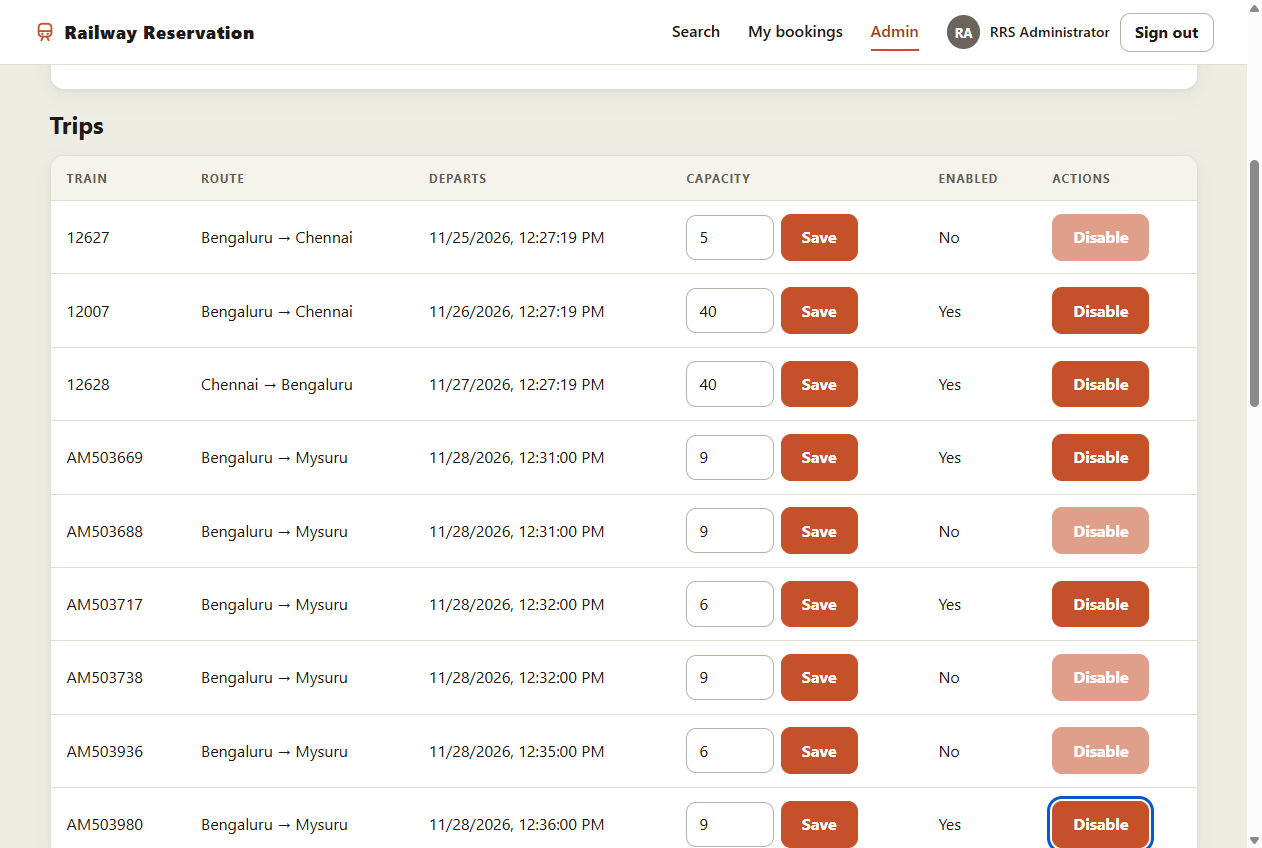 Railway Reservation Search My bookings Admin RA RRS Administrator Sign out
Trips
TRAIN ROUTE DEPARTS CAPACITY ENABLED ACTIONS
12627 Bengaluru → Chennai 11/25/2026, 12:27:19 PM 5 Save No Disable
12007 Bengaluru → Chennai 11/26/2026, 12:27:19 PM 40 Save Yes Disable
12628 Chennai → Bengaluru 11/27/2026, 12:27:19 PM 40 Save Yes Disable
AM503669 Bengaluru → Mysuru 11/28/2026, 12:31:00 PM 9 Save Yes Disable
AM503688 Bengaluru → Mysuru 11/28/2026, 12:31:00 PM 9 Save No Disable
AM503717 Bengaluru → Mysuru 11/28/2026, 12:32:00 PM 6 Save Yes Disable
AM503738 Bengaluru → Mysuru 11/28/2026, 12:32:00 PM 9 Save No Disable
AM503936 Bengaluru → Mysuru 11/28/2026, 12:35:00 PM 6 Save No Disable
AM503980 Bengaluru → Mysuru 11/28/2026, 12:36:00 PM 9 Save Yes Disable